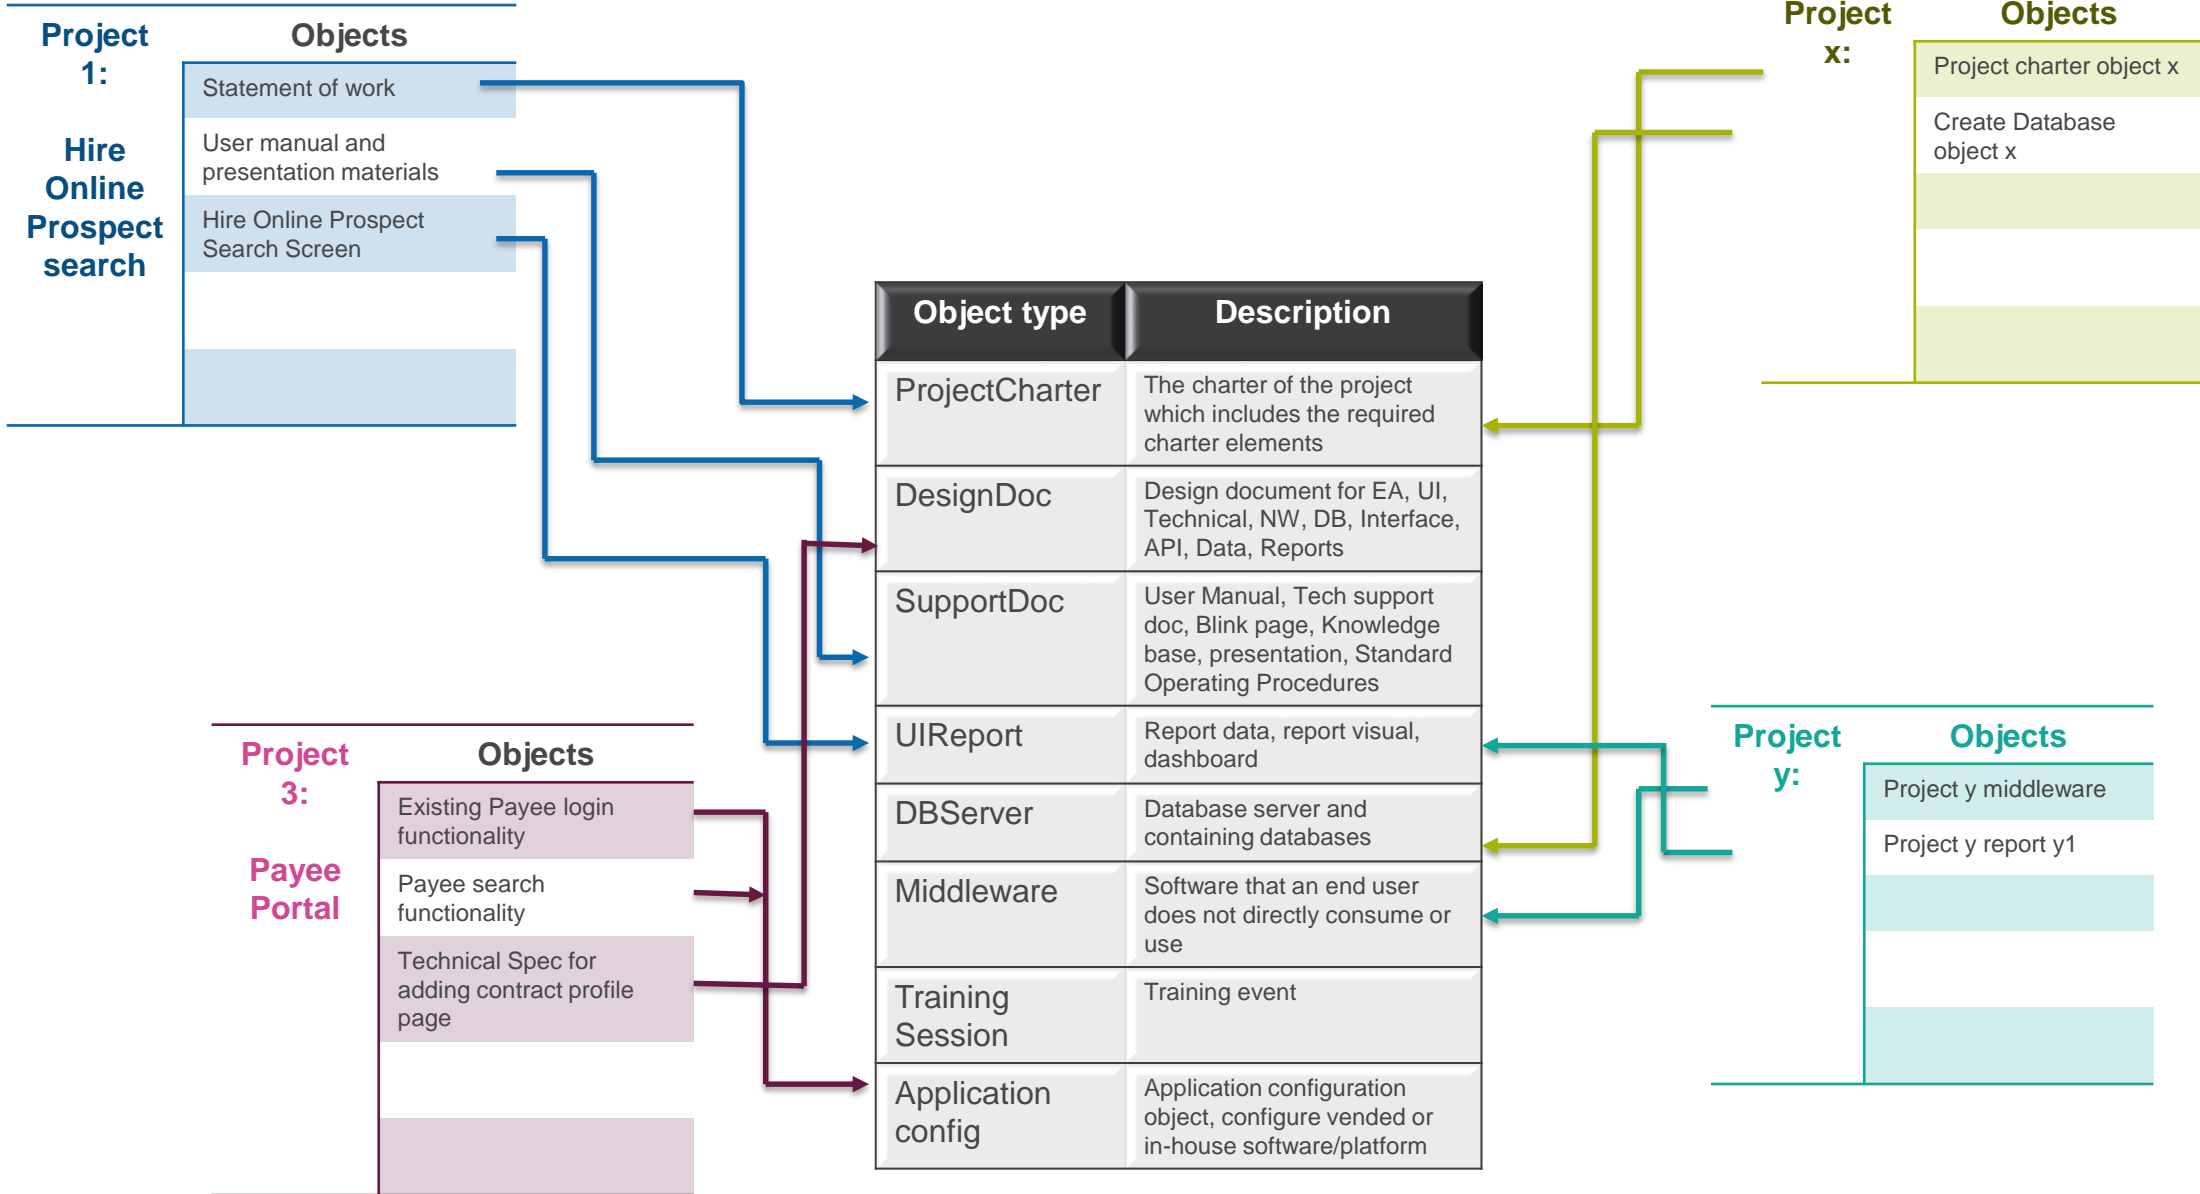 Project
1:
Hire
Online
Prospect
search
Objects
Statement of work
User manual and
presentation materials
Hire Online Prospect
Search Screen
Project
x:
Objects
Project charter object x
Create Database
object x
Object type
Description
ProjectCharter
The charter of the project
which includes the required
charter elements
DesignDoc
Design document for EA, UI,
Technical, NW, DB, Interface,
API, Data, Reports
SupportDoc
User Manual, Tech support
doc, Blink page, Knowledge
base, presentation, Standard
Operating Procedures
UIReport
Report data, report visual,
dashboard
DBServer
Database server and
containing databases
Middleware
Software that an end user
does not directly consume or
use
Training
Session
Training event
Application
config
Application configuration
object, configure vended or
in-house software/platform
Project
3:
Payee
Portal
Objects
Existing Payee login
functionality
Payee search
functionality
Technical Spec for
adding contract profile
page
Project
y:
Objects
Project y middleware
Project y report y1